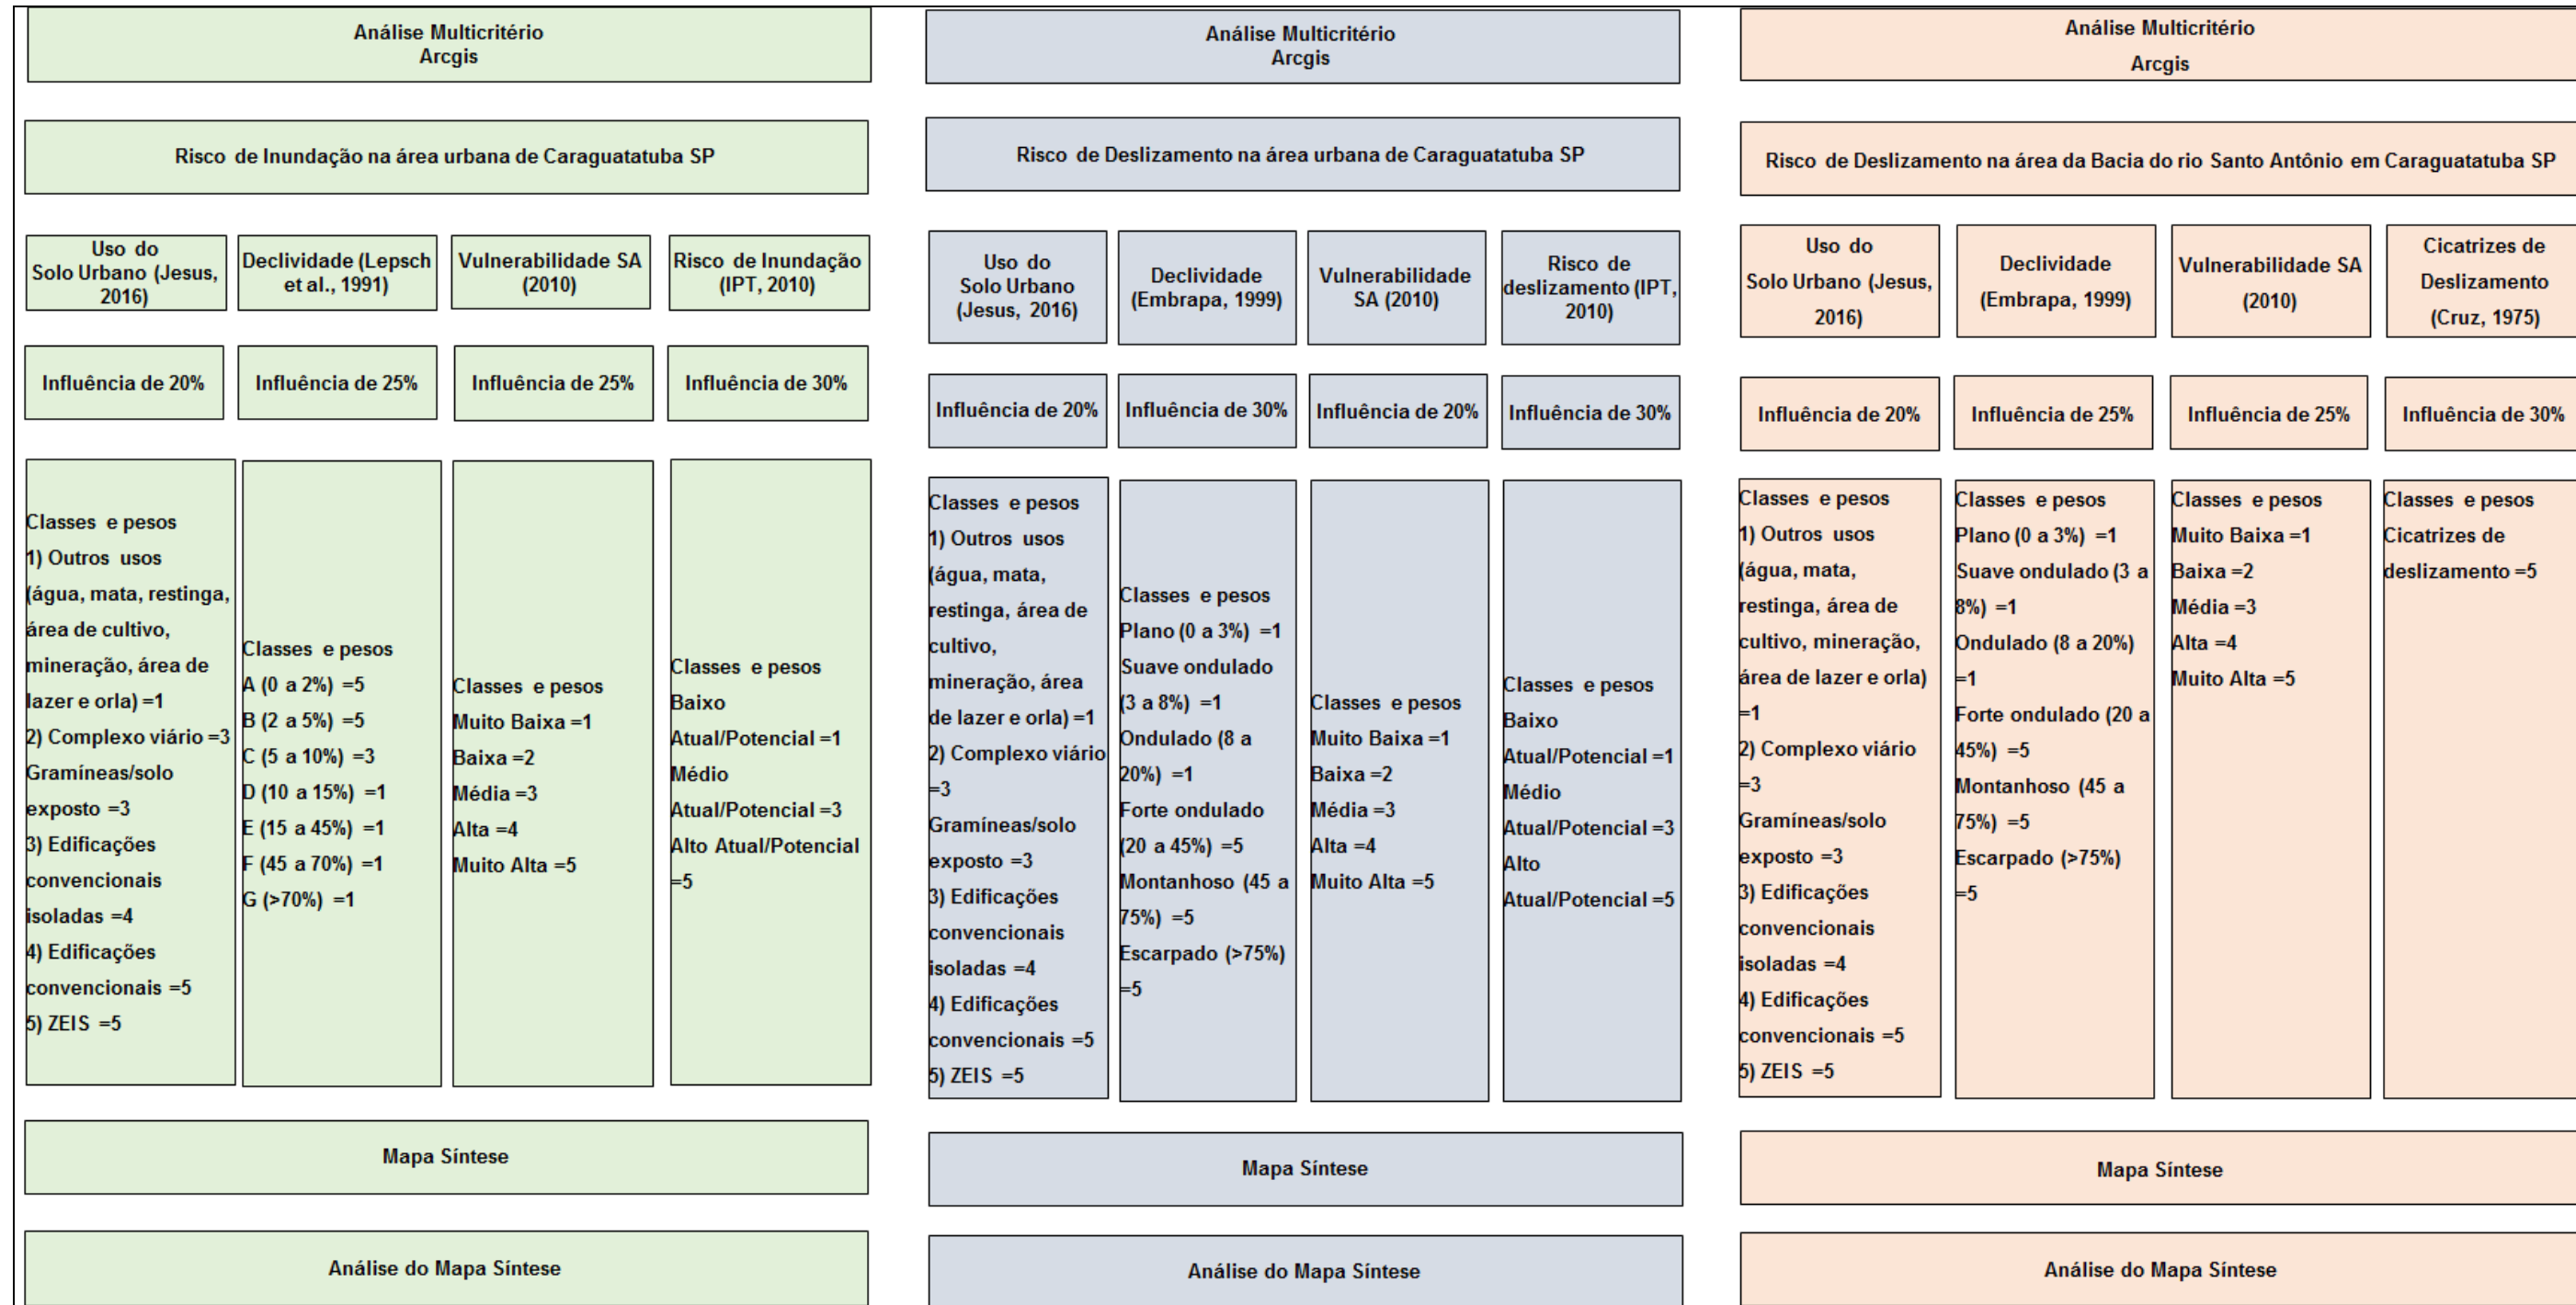 Análise Multicritério
Arcgis
Risco de Inundação na área urbana de Caraguatatuba SP
Uso do
Solo Urbano (Jesus,
2016)
Declividade (Lepsch
et al., 1991)
Vulnerabilidade SA
(2010)
Risco de Inundação
(IPT, 2010)
Influência de 20%
Influência de 25%
Influência de 25%
Influência de 30%
Classes e pesos
1) Outros usos
(água, mata, restinga,
área de cultivo,
mineração, área de
lazer e orla) =1
2) Complexo viário =3
Gramíneas/solo
exposto =3
3) Edificações
convencionais
isoladas =4
4) Edificações
convencionais =5
5) ZEIS =5
Classes e pesos
A (0 a 2%) =5
B (2 a 5%) =5
C (5 a 10%) =3
D (10 a 15%) =1
E (15 a 45%) =1
F (45 a 70%) =1
G (>70%) =1
Classes e pesos
Muito Baixa =1
Baixa =2
Média =3
Alta =4
Muito Alta =5
Classes e pesos
Baixo
Atual/Potencial =1
Médio
Atual/Potencial =3
Alto Atual/Potencial
=5
Mapa Síntese
Análise do Mapa Síntese
Análise Multicritério
Arcgis
Risco de Deslizamento na área urbana de Caraguatatuba SP
Uso do
Solo Urbano
(Jesus, 2016)
Declividade
(Embrapa, 1999)
Vulnerabilidade
SA (2010)
Risco de
deslizamento (IPT,
2010)
Influência de 20%
Influência de 30%
Influência de 20%
Influência de 30%
Classes e pesos
1) Outros usos
(água, mata,
restinga, área de
cultivo,
mineração, área
de lazer e orla) =1
2) Complexo viário
=3
Gramíneas/solo
exposto =3
3) Edificações
convencionais
isoladas =4
4) Edificações
convencionais =5
5) ZEIS =5
Classes e pesos
Plano (0 a 3%) =1
Suave ondulado
(3 a 8%) =1
Ondulado (8 a
20%) =1
Forte ondulado
(20 a 45%) =5
Montanhoso (45 a
75%) =5
Escarpado (>75%)
=5
Classes e pesos
Muito Baixa =1
Baixa =2
Média =3
Alta =4
Muito Alta =5
Classes e pesos
Baixo
Atual/Potencial =1
Médio
Atual/Potencial =3
Alto
Atual/Potencial =5
Mapa Síntese
Análise do Mapa Síntese
Análise Multicritério
Arcgis
Risco de Deslizamento na área da Bacia do rio Santo Antônio em Caraguatatuba SP
Uso do
Solo Urbano (Jesus,
2016)
Declividade
(Embrapa, 1999)
Vulnerabilidade SA
(2010)
Cicatrizes de
Deslizamento
(Cruz, 1975)
Influência de 20%
Influência de 25%
Influência de 25%
Influência de 30%
Classes e pesos
1) Outros usos
(água, mata,
restinga, área de
cultivo, mineração,
área de lazer e orla)
=1
2) Complexo viário
=3
Gramíneas/solo
exposto =3
3) Edificações
convencionais
isoladas =4
4) Edificações
convencionais =5
5) ZEIS =5
Classes e pesos
Plano (0 a 3%) =1
Suave ondulado (3 a
8%) =1
Ondulado (8 a 20%)
=1
Forte ondulado (20 a
45%) =5
Montanhoso (45 a
75%) =5
Escarpado (>75%)
=5
Classes e pesos
Muito Baixa =1
Baixa =2
Média =3
Alta =4
Muito Alta =5
Classes e pesos
Cicatrizes de
deslizamento =5
Mapa Síntese
Análise do Mapa Síntese